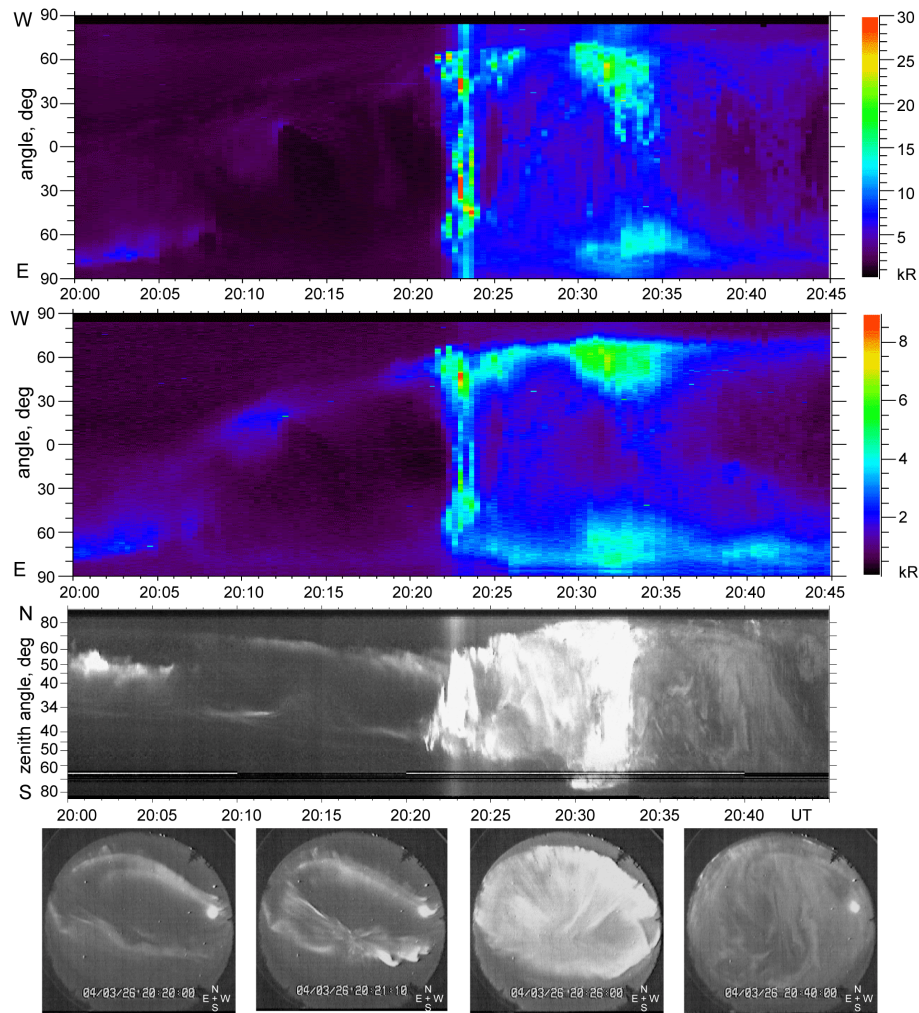 W
90
60
30
0
30
60
90
E
angle, deg
20:00 20:05 20:10 20:15 20:20 20:25 20:30 20:35 20:40 20:45
30
25
20
15
10
5
kR
W
90
60
30
0
30
60
90
E
angle, deg
20:00 20:05 20:10 20:15 20:20 20:25 20:30 20:35 20:40 20:45
8
6
4
2
kR
N
80
60
50
40
34
40
50
60
80
S
zenith angle, deg
20:00 20:05 20:10 20:15 20:20 20:25 20:30 20:35 20:40 UT
04/03/26 20:20:00
N
E + W
S
04/03/26 20:21:10
N
E + W
S
04/03/26 20:26:00
N
E + W
S
04/03/26 20:40:00
N
E + W
S